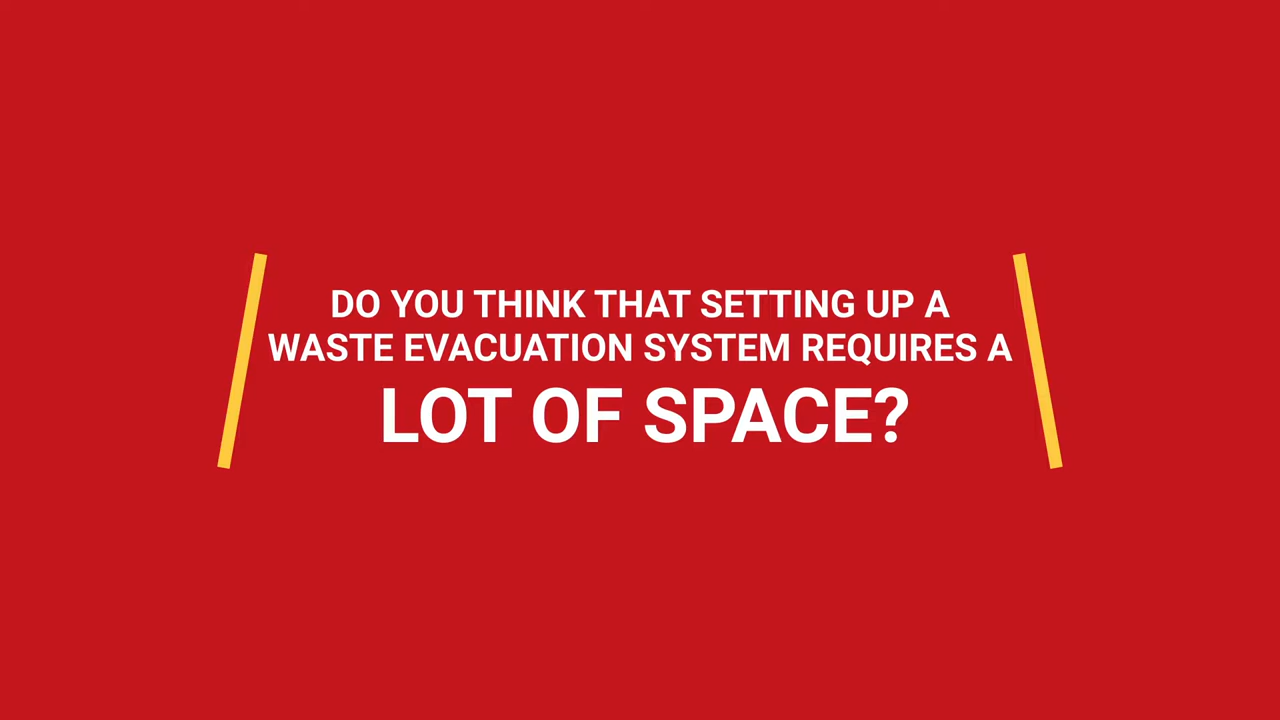 DO YOU THINK THAT SETTING UP A
WASTE EVACUATION SYSTEM REQUIRES A
LOT OF SPACE?